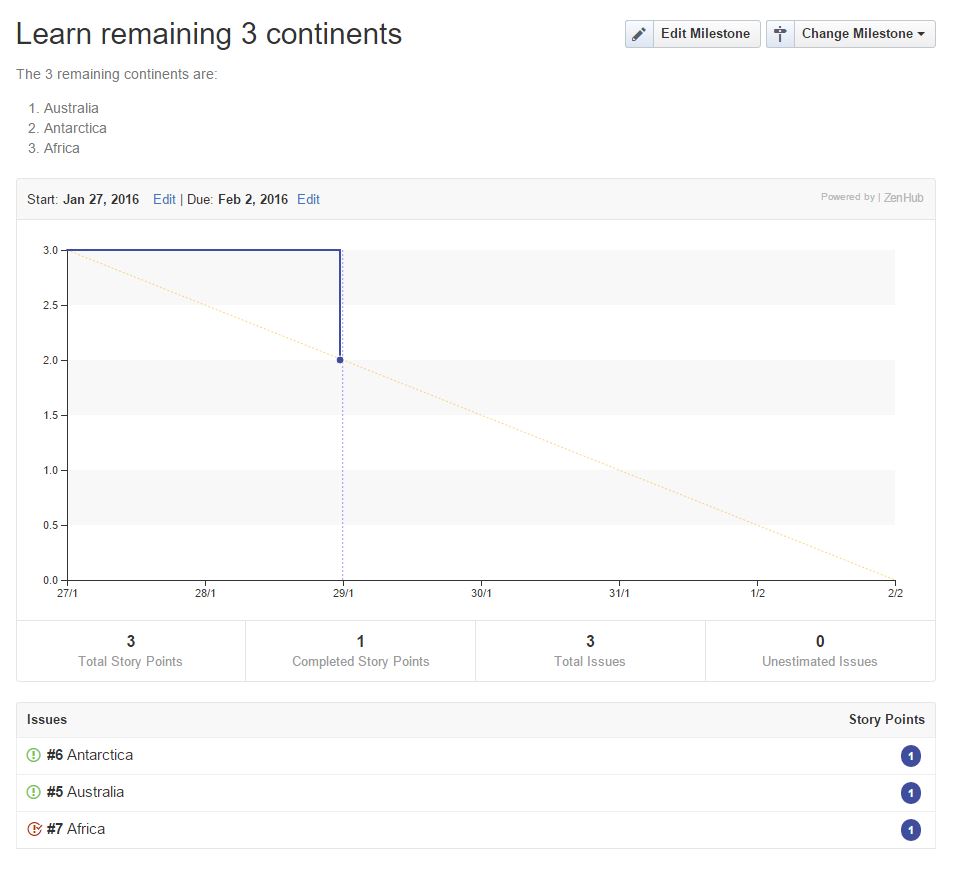 Learn remaining 3 continents
Edit Milestone
Change Milestone
The 3 remaining continents are:
1. Australia
2. Antarctica
3. Africa
Start: Jan 27, 2016 Edit | Due: Feb 2, 2016 Edit
Powered by | ZenHub
3.0
2.5
2.0
1.5
1.0
0.5
0.0
27/1 28/1 29/1 30/1 31/1 1/2 2/2
3 1 3 0
Total Story Points Completed Story Points Total Issues Unestimated Issues
Issues Story Points
#6 Antarctica 1
#5 Australia 1
#7 Africa 1